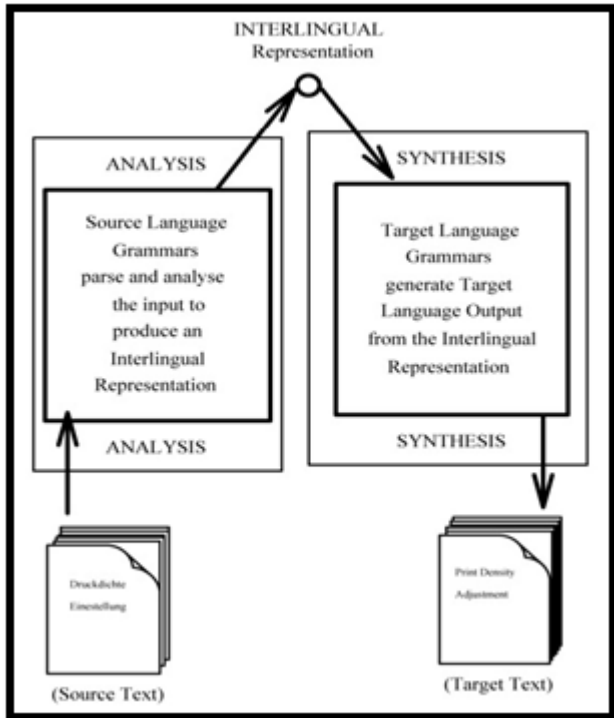 INTERLINGUAL
Representation
ANALYSIS
Source Language
Grammars
parse and analyse
the input to
produce an
Interlingual
Representation
ANALYSIS
SYNTHESIS
Target Language
Grammars
generate Target
Language Output
from the Interlingual
Representation
SYNTHESIS
Druckdichte
Einestellung
(Source Text)
Print Density
Adjustment
(Target Text)